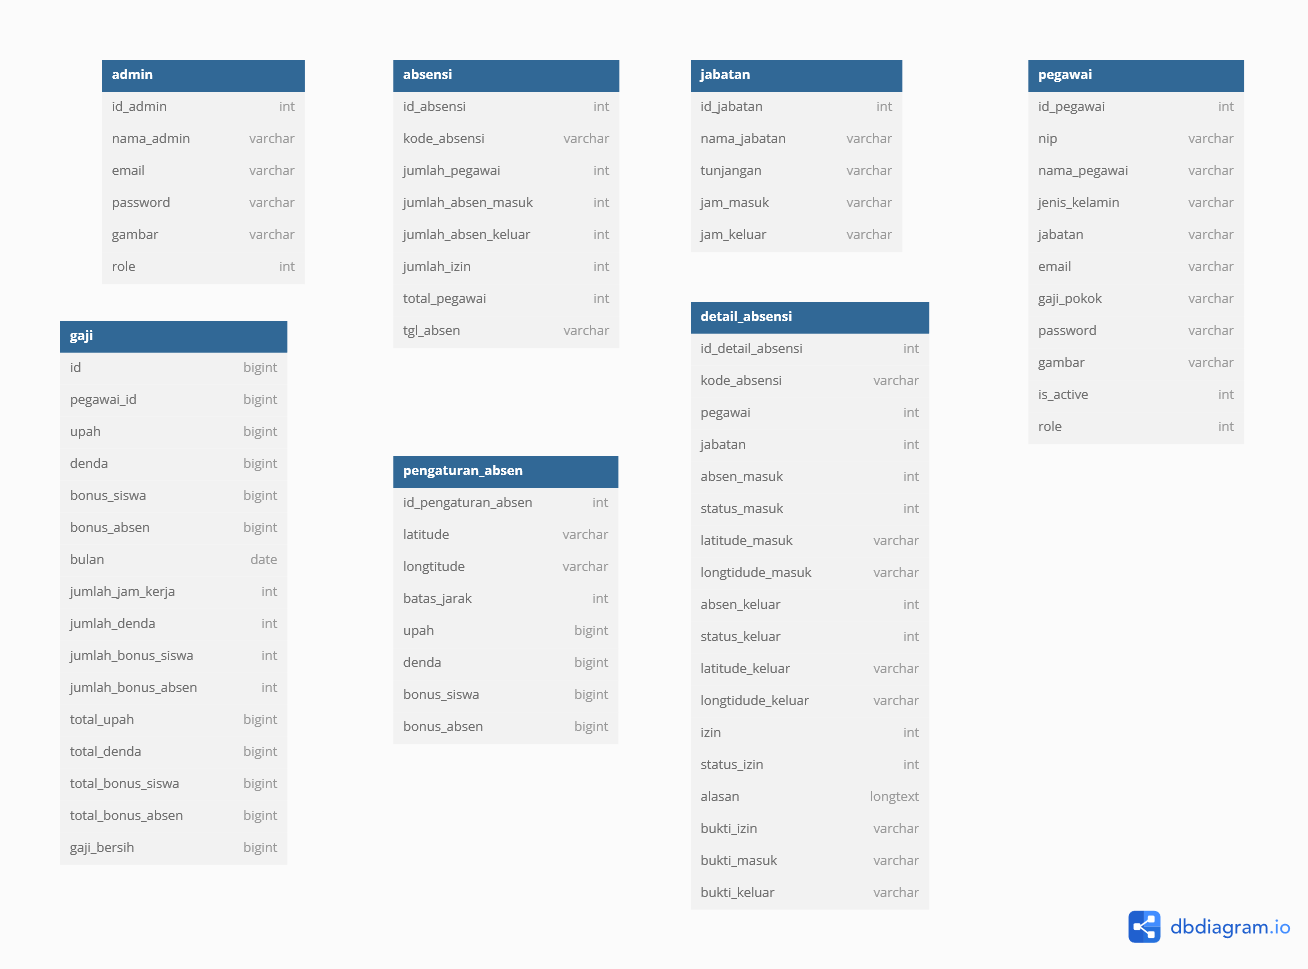 admin
id_admin int
nama_admin varchar
email varchar
password varchar
gambar varchar
role int
absensi
id_absensi int
kode_absensi varchar
jumlah_pegawai int
jumlah_absen_masuk int
jumlah_absen_keluar int
jumlah_izin int
total_pegawai int
tgl_absen varchar
jabatan
id_jabatan int
nama_jabatan varchar
tunjangan varchar
jam_masuk varchar
jam_keluar varchar
pegawai
id_pegawai int
nip varchar
nama_pegawai varchar
jenis_kelamin varchar
jabatan varchar
email varchar
gaji_pokok varchar
password varchar
gambar varchar
is_active int
role int
gaji
id bigint
pegawai_id bigint
upah bigint
denda bigint
bonus_siswa bigint
bonus_absen bigint
bulan date
jumlah_jam_kerja int
jumlah_denda int
jumlah_bonus_siswa int
jumlah_bonus_absen int
total_upah bigint
total_denda bigint
total_bonus_siswa bigint
total_bonus_absen bigint
gaji_bersih bigint
pengaturan_absen
id_pengaturan_absen int
latitude varchar
longtitude varchar
batas_jarak int
upah bigint
denda bigint
bonus_siswa bigint
bonus_absen bigint
detail_absensi
id_detail_absensi int
kode_absensi varchar
pegawai int
jabatan int
absen_masuk int
status_masuk int
latitude_masuk varchar
longtidude_masuk varchar
absen_keluar int
status_keluar int
latitude_keluar varchar
longtidude_keluar varchar
izin int
status_izin int
alasan longtext
bukti_izin varchar
bukti_masuk varchar
bukti_keluar varchar
dbdiagram.io